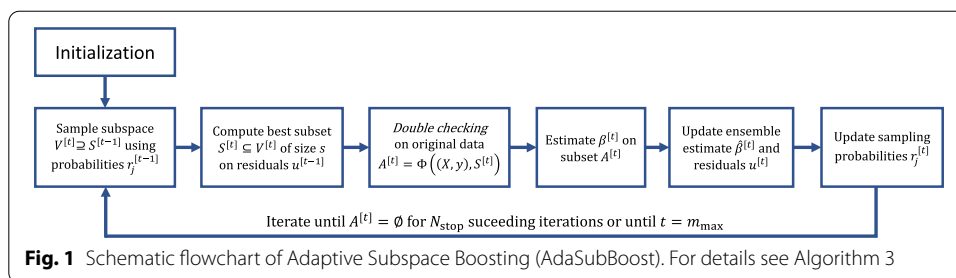 Initialization
Sample subspace
V^[t] ⊇ S^[t−1] using
probabilities r_j^[t−1]
Compute best subset
S^[t] ⊆ V^[t] of size s
on residuals u^[t−1]
Double checking
on original data
A^[t] = Φ((X, y), S^[t])
Estimate β^[t] on
subset A^[t]
Update ensemble
estimate β̂^[t] and
residuals u^[t]
Update sampling
probabilities r_j^[t]
Iterate until A^[t] = ∅ for N_stop suceeding iterations or until t = m_max
Fig. 1 Schematic flowchart of Adaptive Subspace Boosting (AdaSubBoost). For details see Algorithm 3